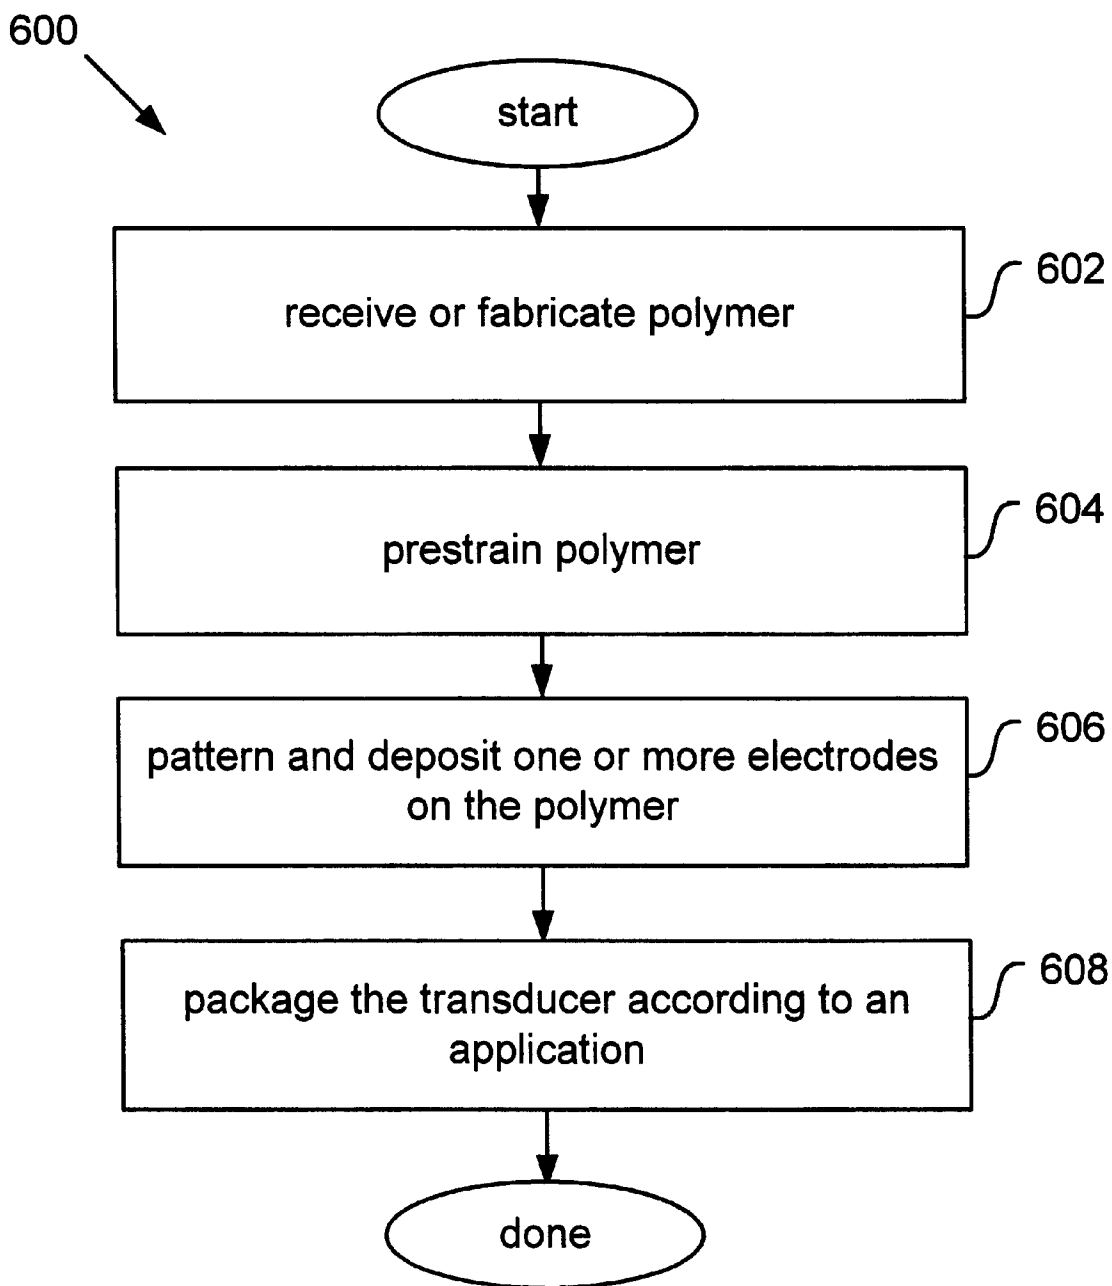 600
start
receive or fabricate polymer
602
prestrain polymer
604
pattern and deposit one or more electrodes
on the polymer
606
package the transducer according to an
application
608
done